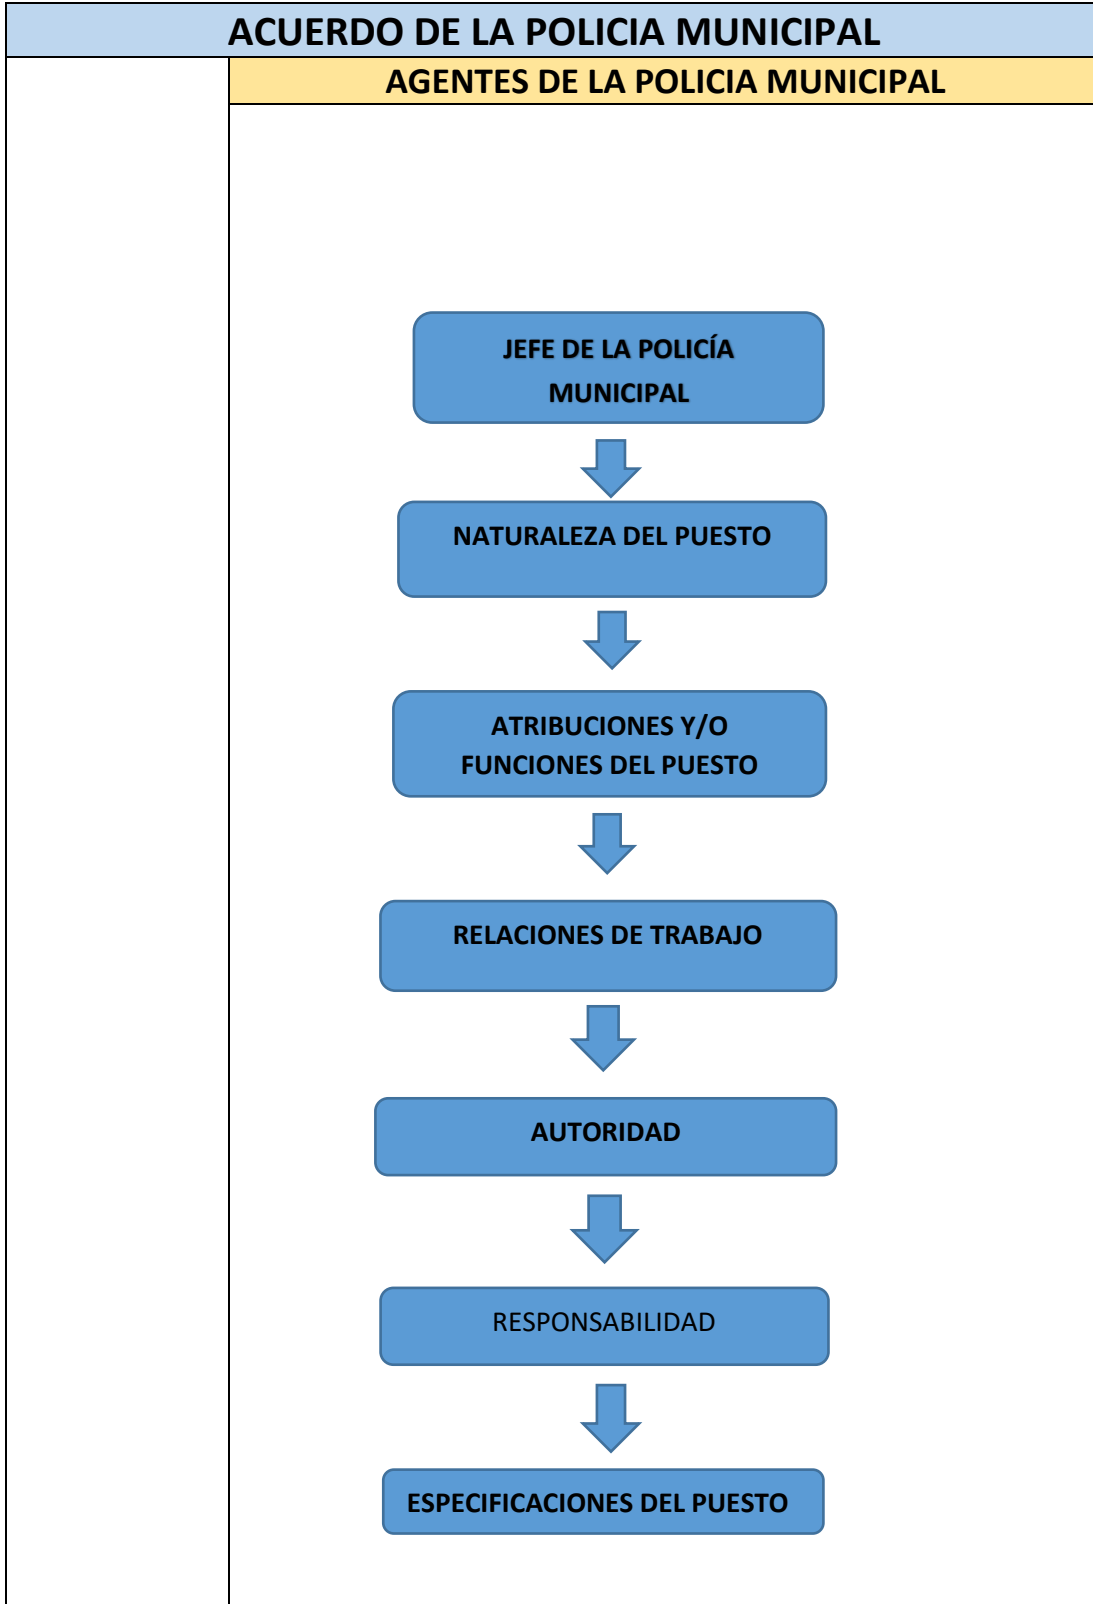 ACUERDO DE LA POLICIA MUNICIPAL
AGENTES DE LA POLICIA MUNICIPAL
JEFE DE LA POLICÍA
MUNICIPAL
NATURALEZA DEL PUESTO
ATRIBUCIONES Y/O
FUNCIONES DEL PUESTO
RELACIONES DE TRABAJO
AUTORIDAD
RESPONSABILIDAD
ESPECIFICACIONES DEL PUESTO